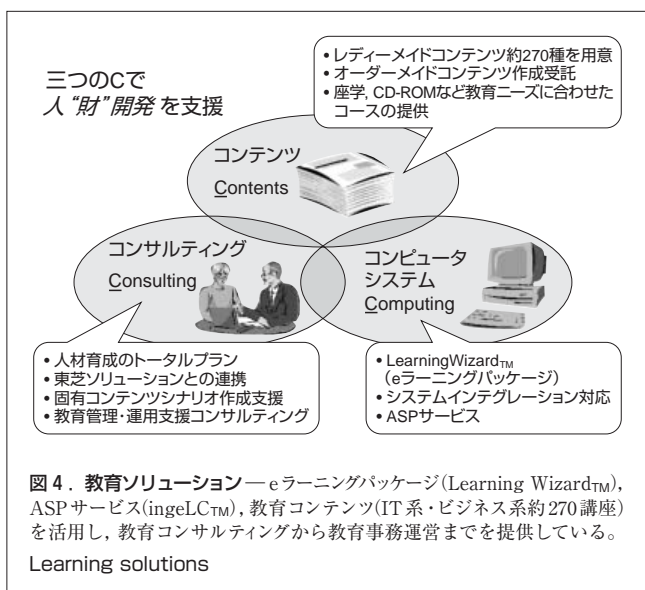 三つのCで
人“財”開発 を支援
• レディーメイドコンテンツ約270種を用意
• オーダーメイドコンテンツ作成受託
• 座学, CD-ROMなど教育ニーズに合わせた
コースの提供
コンテンツ
Contents
コンサルティング
Consulting
コンピュータ
システム
Computing
• 人材育成のトータルプラン
• 東芝ソリューションとの連携
• 固有コンテンツシナリオ作成支援
• 教育管理・運用支援コンサルティング
• LearningWizardTM
(eラーニングパッケージ)
• システムインテグレーション対応
• ASPサービス
図4. 教育ソリューション—eラーニングパッケージ(Learning WizardTM),
ASPサービス(ingeLCTM), 教育コンテンツ(IT系・ビジネス系約270講座)
を活用し, 教育コンサルティングから教育事務運営までを提供している。
Learning solutions